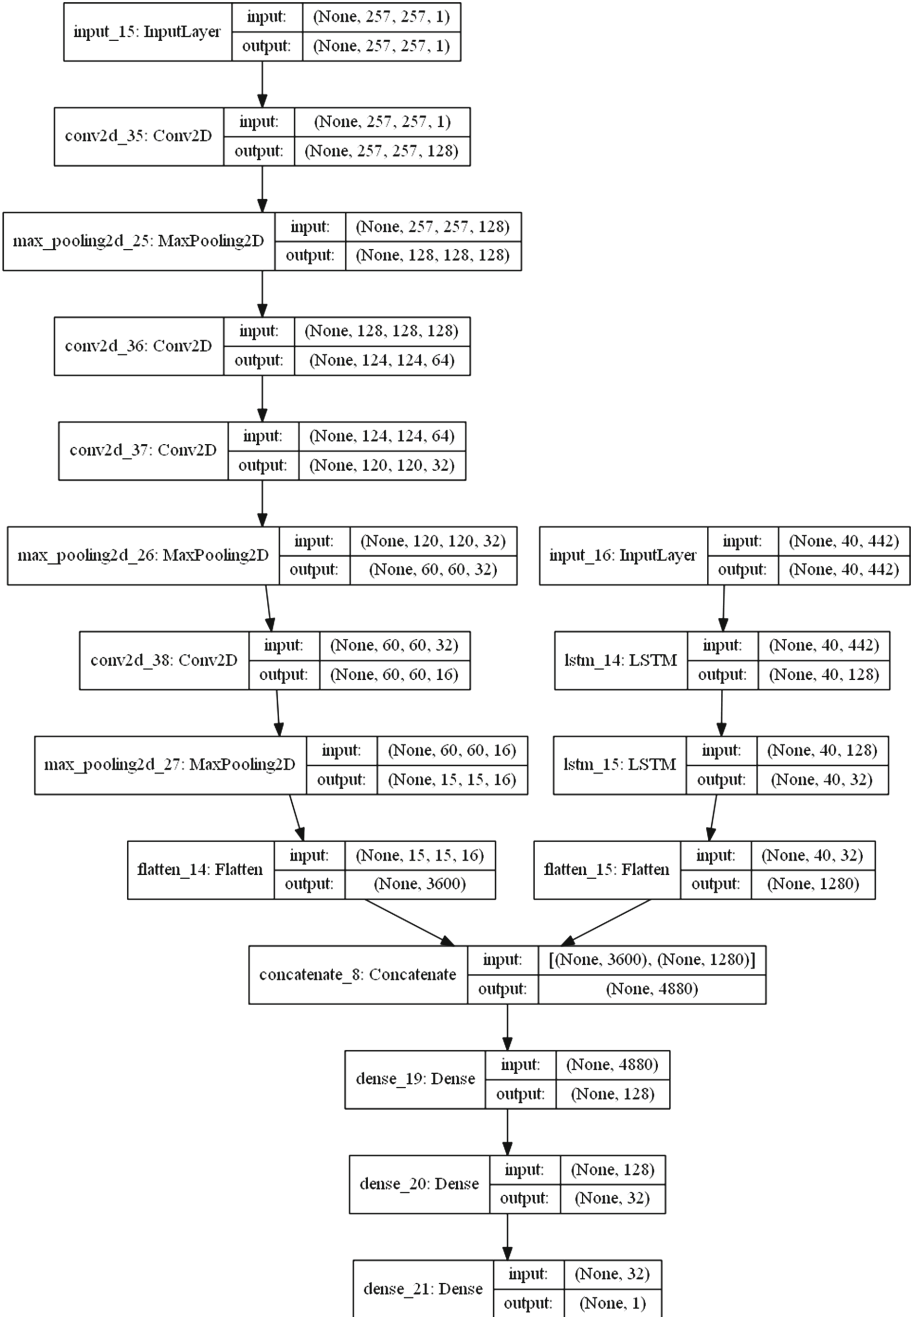 input_15: InputLayer
input: (None, 257, 257, 1)
output: (None, 257, 257, 1)
conv2d_35: Conv2D
input: (None, 257, 257, 1)
output: (None, 257, 257, 128)
max_pooling2d_25: MaxPooling2D
input: (None, 257, 257, 128)
output: (None, 128, 128, 128)
conv2d_36: Conv2D
input: (None, 128, 128, 128)
output: (None, 124, 124, 64)
conv2d_37: Conv2D
input: (None, 124, 124, 64)
output: (None, 120, 120, 32)
max_pooling2d_26: MaxPooling2D
input: (None, 120, 120, 32)
output: (None, 60, 60, 32)
input_16: InputLayer
input: (None, 40, 442)
output: (None, 40, 442)
conv2d_38: Conv2D
input: (None, 60, 60, 32)
output: (None, 60, 60, 16)
lstm_14: LSTM
input: (None, 40, 442)
output: (None, 40, 128)
max_pooling2d_27: MaxPooling2D
input: (None, 60, 60, 16)
output: (None, 15, 15, 16)
lstm_15: LSTM
input: (None, 40, 128)
output: (None, 40, 32)
flatten_14: Flatten
input: (None, 15, 15, 16)
output: (None, 3600)
flatten_15: Flatten
input: (None, 40, 32)
output: (None, 1280)
concatenate_8: Concatenate
input: [(None, 3600), (None, 1280)]
output: (None, 4880)
dense_19: Dense
input: (None, 4880)
output: (None, 128)
dense_20: Dense
input: (None, 128)
output: (None, 32)
dense_21: Dense
input: (None, 32)
output: (None, 1)